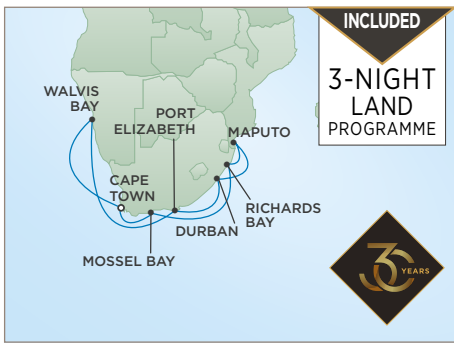 INCLUDED
3-NIGHT
LAND
PROGRAMME
WALVIS
BAY
PORT
ELIZABETH
MAPUTO
CAPE
TOWN
RICHARDS
BAY
DURBAN
MOSSEL BAY
30 YEARS